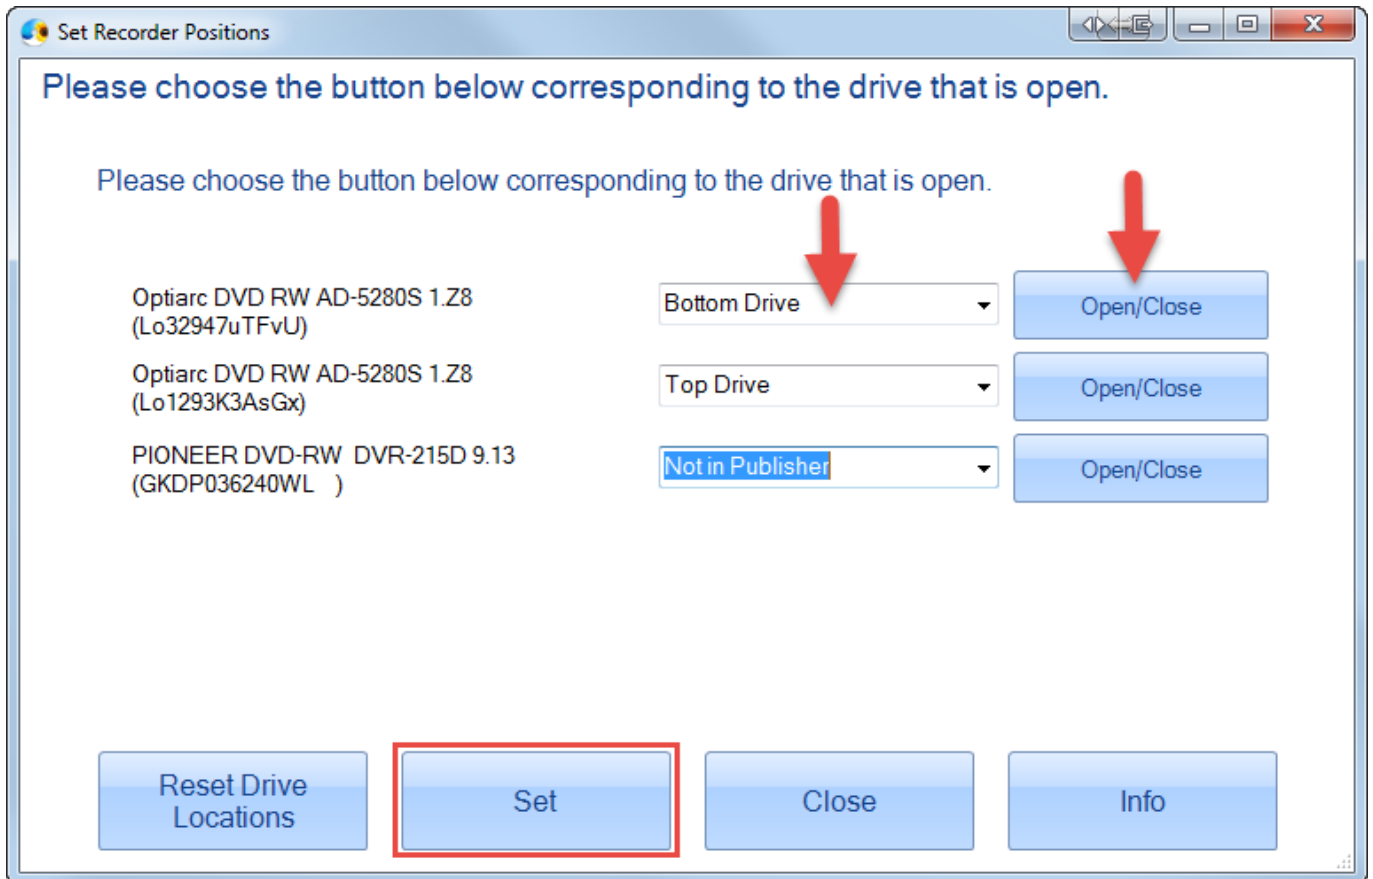 Set Recorder Positions
Please choose the button below corresponding to the drive that is open.
Please choose the button below corresponding to the drive that is open.
Optiarc DVD RW AD-5280S 1.Z8
(Lo32947uTFvU)
Bottom Drive
Open/Close
Optiarc DVD RW AD-5280S 1.Z8
(Lo1293K3AsGx)
Top Drive
Open/Close
PIONEER DVD-RW  DVR-215D 9.13
(GKDP036240WL   )
Not in Publisher
Open/Close
Reset Drive
Locations
Set
Close
Info